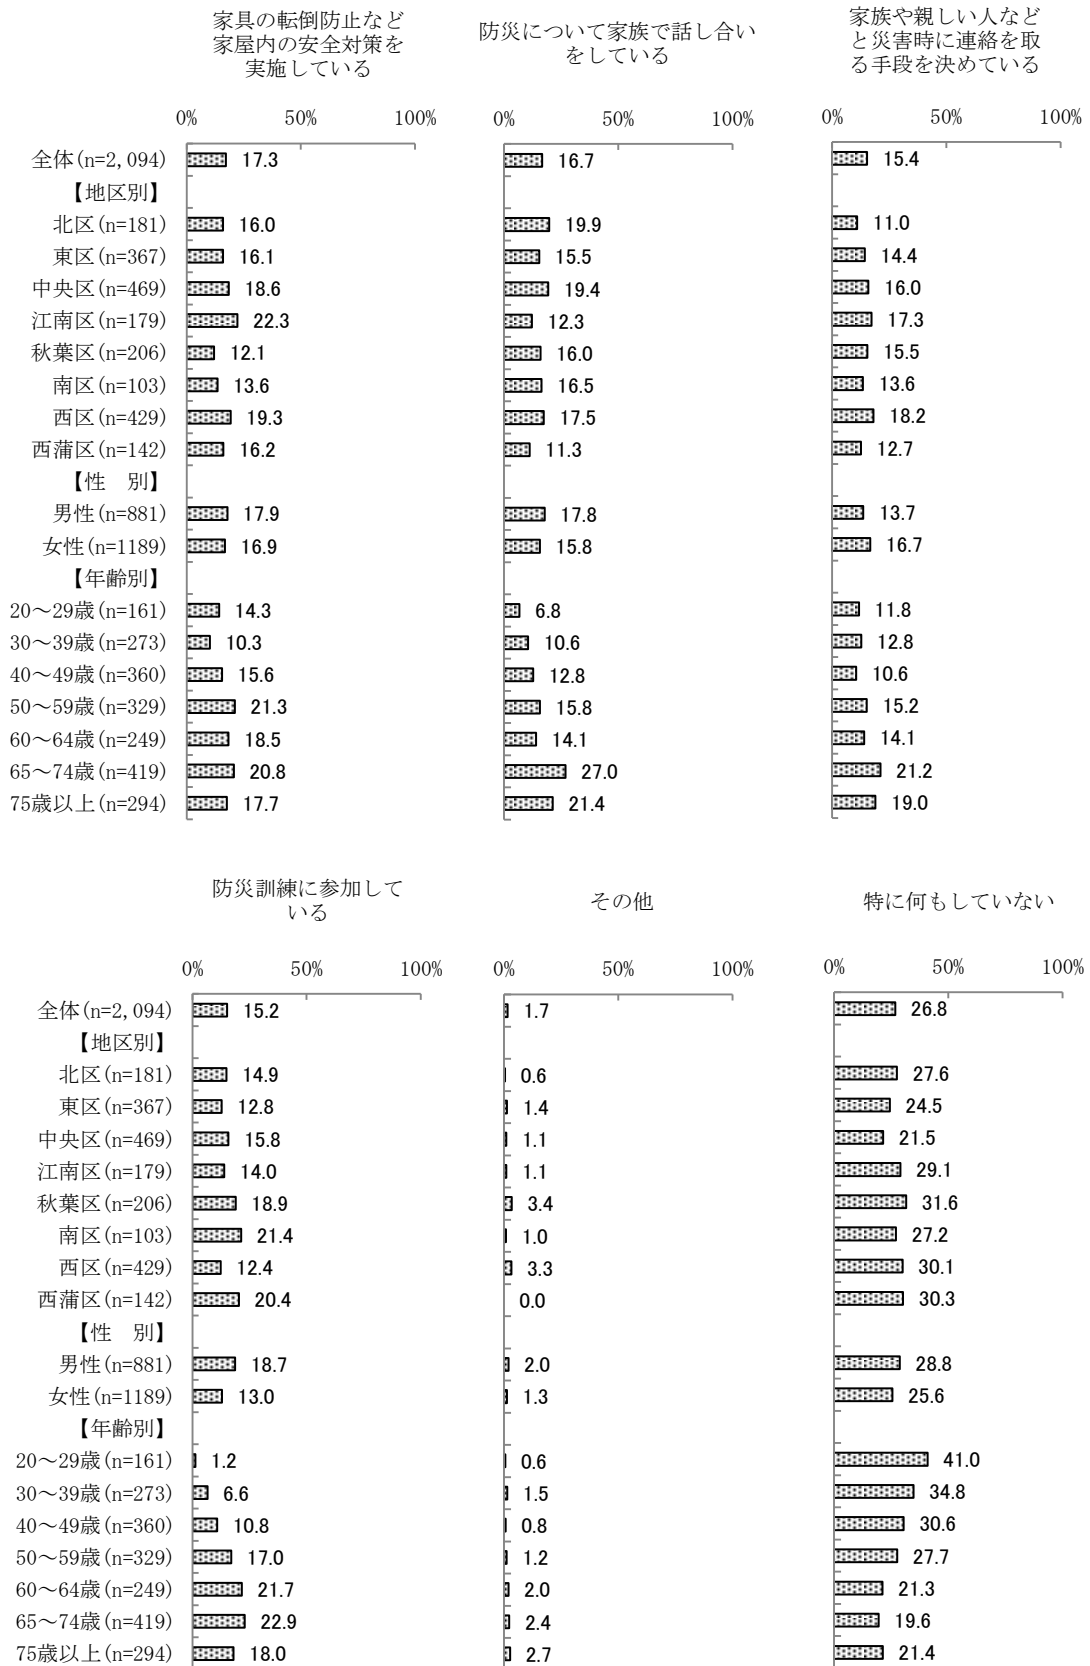 家具の転倒防止など
家屋内の安全対策を
実施している
防災について家族で話し合い
をしている
家族や親しい人など
と災害時に連絡を取
る手段を決めている
0% 50% 100% 0% 50% 100% 0% 50% 100%
全体(n=2,094) 17.3 16.7 15.4
【地区別】
北区(n=181) 16.0 19.9 11.0
東区(n=367) 16.1 15.5 14.4
中央区(n=469) 18.6 19.4 16.0
江南区(n=179) 22.3 12.3 17.3
秋葉区(n=206) 12.1 16.0 15.5
南区(n=103) 13.6 16.5 13.6
西区(n=429) 19.3 17.5 18.2
西蒲区(n=142) 16.2 11.3 12.7
【性　別】
男性(n=881) 17.9 17.8 13.7
女性(n=1189) 16.9 15.8 16.7
【年齢別】
20～29歳(n=161) 14.3 6.8 11.8
30～39歳(n=273) 10.3 10.6 12.8
40～49歳(n=360) 15.6 12.8 10.6
50～59歳(n=329) 21.3 15.8 15.2
60～64歳(n=249) 18.5 14.1 14.1
65～74歳(n=419) 20.8 27.0 21.2
75歳以上(n=294) 17.7 21.4 19.0
防災訓練に参加して
いる
その他
特に何もしていない
0% 50% 100% 0% 50% 100% 0% 50% 100%
全体(n=2,094) 15.2 1.7 26.8
【地区別】
北区(n=181) 14.9 0.6 27.6
東区(n=367) 12.8 1.4 24.5
中央区(n=469) 15.8 1.1 21.5
江南区(n=179) 14.0 1.1 29.1
秋葉区(n=206) 18.9 3.4 31.6
南区(n=103) 21.4 1.0 27.2
西区(n=429) 12.4 3.3 30.1
西蒲区(n=142) 20.4 0.0 30.3
【性　別】
男性(n=881) 18.7 2.0 28.8
女性(n=1189) 13.0 1.3 25.6
【年齢別】
20～29歳(n=161) 1.2 0.6 41.0
30～39歳(n=273) 6.6 1.5 34.8
40～49歳(n=360) 10.8 0.8 30.6
50～59歳(n=329) 17.0 1.2 27.7
60～64歳(n=249) 21.7 2.0 21.3
65～74歳(n=419) 22.9 2.4 19.6
75歳以上(n=294) 18.0 2.7 21.4